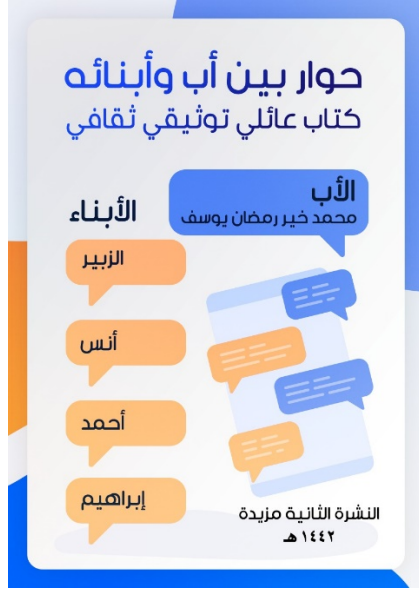 حوار بين أب وأبنائه
كتاب عائلي توثيقي ثقافي
الأب
محمد خير رمضان يوسف
الأبناء
الزبير
أنس
أحمد
إبراهيم
النشرة الثانية مزيدة
١٤٤٢ هـ